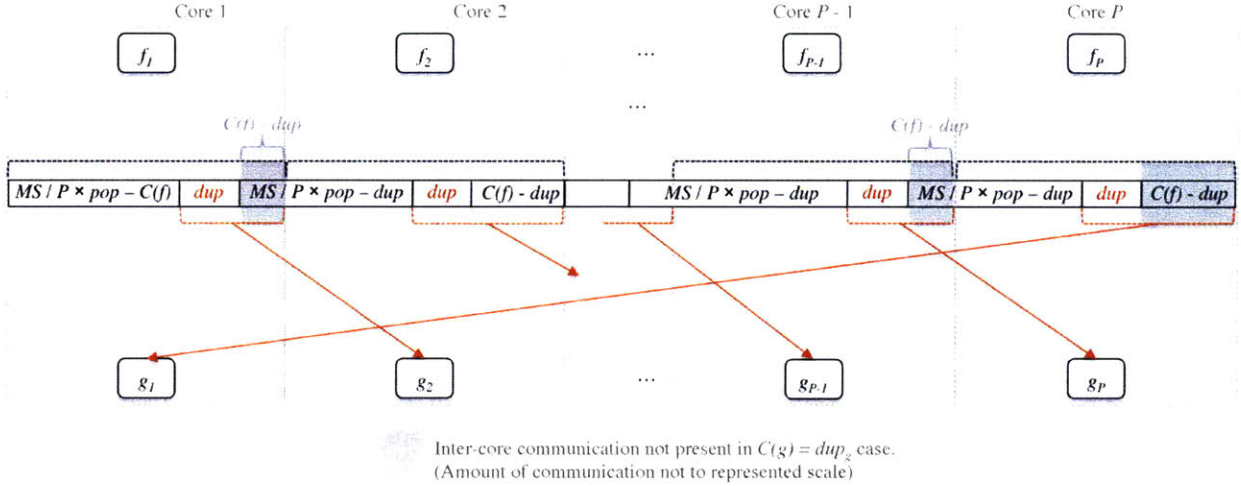 Core 1 Core 2 Core P - 1 Core P
f1 f2 ... fP-1 fP
...
C(f) - dup C(f) - dup
MS / P × pop – C(f) dup MS / P × pop – dup dup C(f) - dup MS / P × pop – dup dup MS / P × pop – dup dup C(f) - dup
g1 g2 ... gP-1 gP
Inter-core communication not present in C(g) = dupg case.
(Amount of communication not to represented scale)